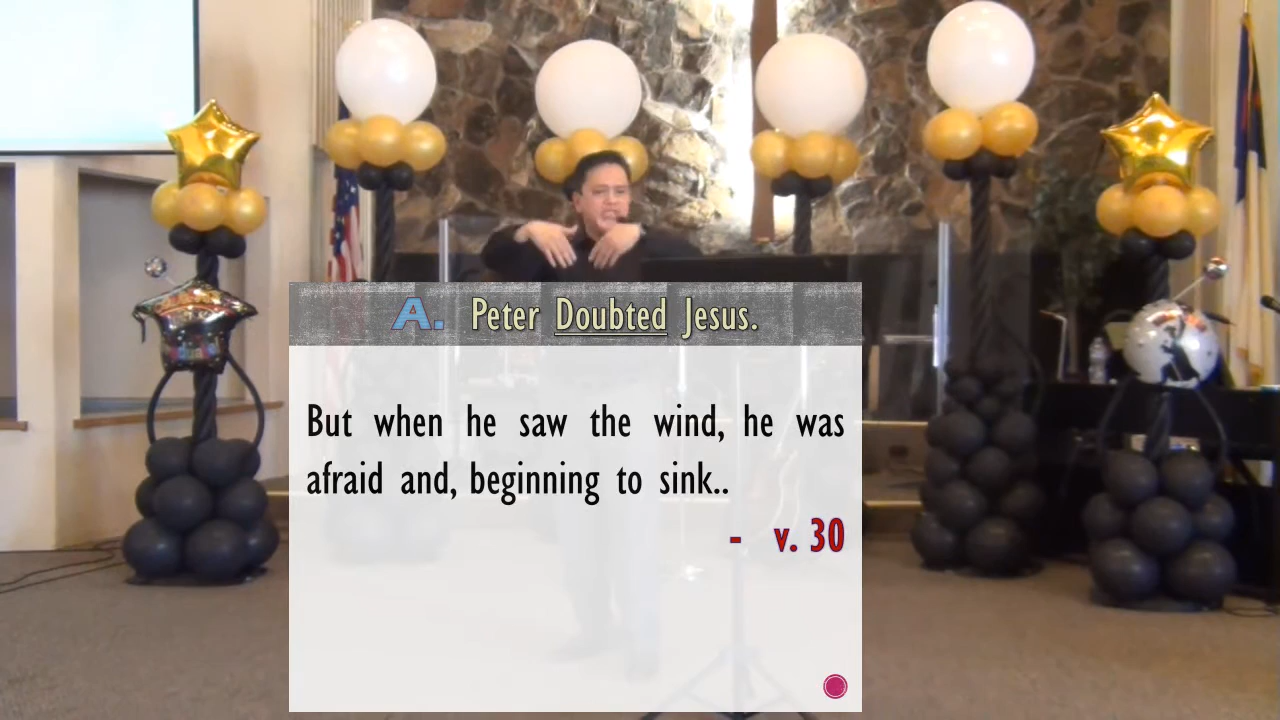 A. Peter Doubted Jesus.
But when he saw the wind, he was
afraid and, beginning to sink..
- v. 30